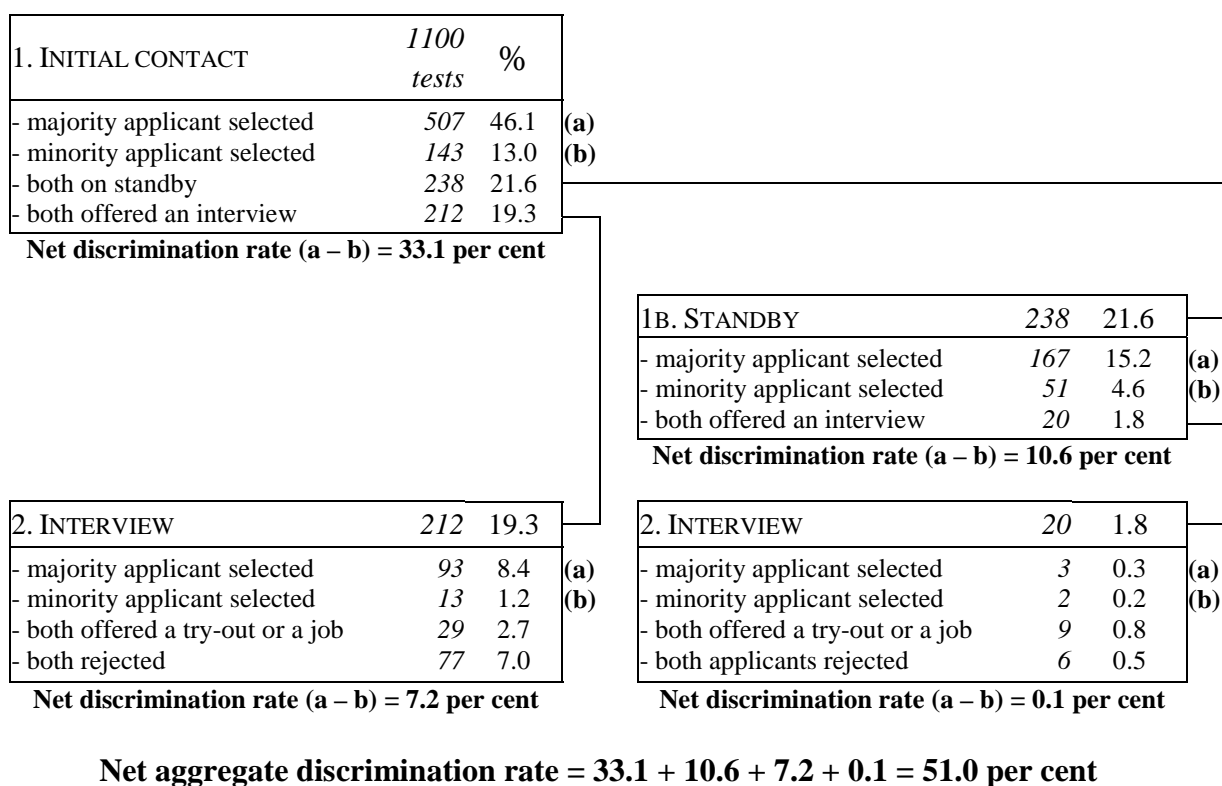 1. INITIAL CONTACT 1100 tests %
- majority applicant selected 507 46.1 (a)
- minority applicant selected 143 13.0 (b)
- both on standby 238 21.6
- both offered an interview 212 19.3
Net discrimination rate (a – b) = 33.1 per cent
1B. STANDBY 238 21.6
- majority applicant selected 167 15.2 (a)
- minority applicant selected 51 4.6 (b)
- both offered an interview 20 1.8
Net discrimination rate (a – b) = 10.6 per cent
2. INTERVIEW 212 19.3
- majority applicant selected 93 8.4 (a)
- minority applicant selected 13 1.2 (b)
- both offered a try-out or a job 29 2.7
- both rejected 77 7.0
Net discrimination rate (a – b) = 7.2 per cent
2. INTERVIEW 20 1.8
- majority applicant selected 3 0.3 (a)
- minority applicant selected 2 0.2 (b)
- both offered a try-out or a job 9 0.8
- both applicants rejected 6 0.5
Net discrimination rate (a – b) = 0.1 per cent
Net aggregate discrimination rate = 33.1 + 10.6 + 7.2 + 0.1 = 51.0 per cent